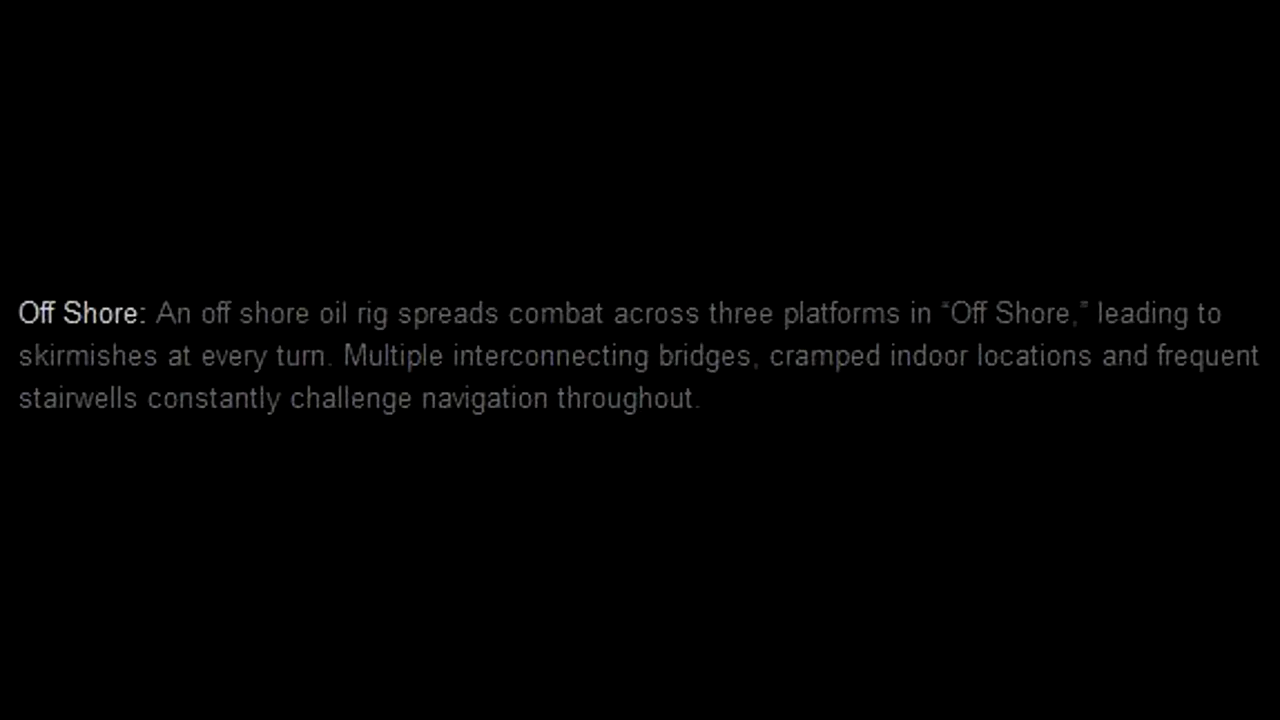 Off Shore: An off shore oil rig spreads combat across three platforms in “Off Shore,” leading to
skirmishes at every turn. Multiple interconnecting bridges, cramped indoor locations and frequent
stairwells constantly challenge navigation throughout.